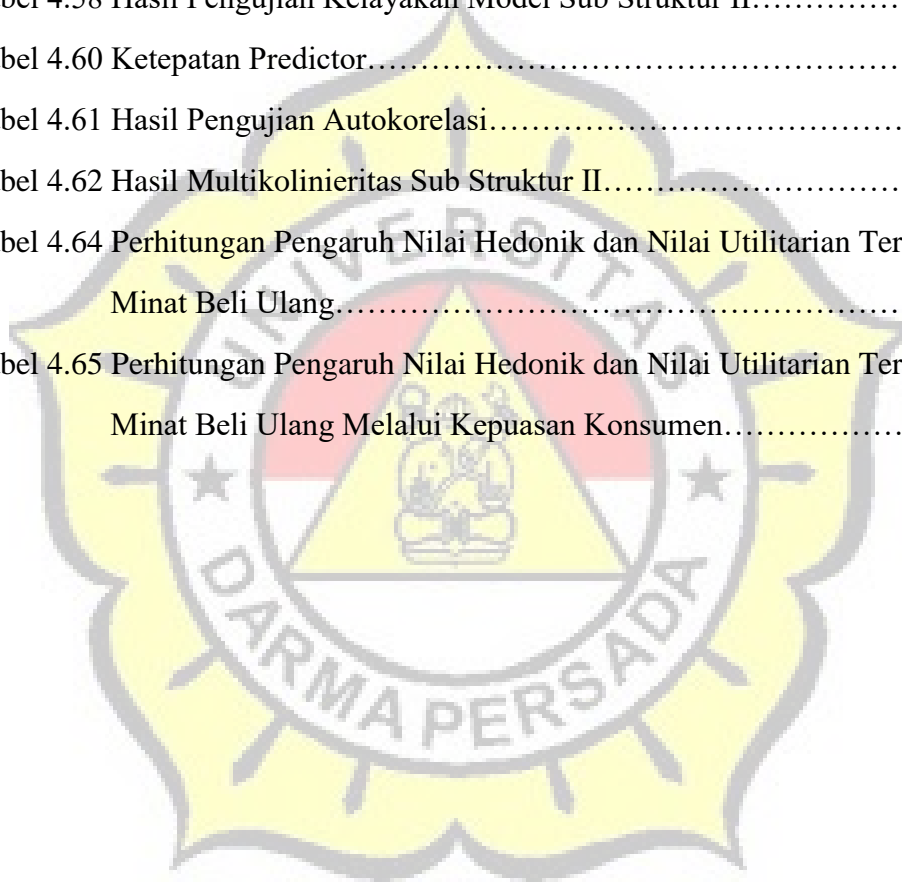 bel 4.58 Hasil Pengujian Kelayakan Model Sub Struktur II……………
bel 4.60 Ketepatan Predictor……………………………………………
bel 4.61 Hasil Pengujian Autokorelasi…………………………………
bel 4.62 Hasil Multikolinieritas Sub Struktur II………………………
bel 4.64 Perhitungan Pengaruh Nilai Hedonik dan Nilai Utilitarian Ter
Minat Beli Ulang………………………………………………
bel 4.65 Perhitungan Pengaruh Nilai Hedonik dan Nilai Utilitarian Ter
Minat Beli Ulang Melalui Kepuasan Konsumen………………
UNIVERSITAS
DARMA PERSADA